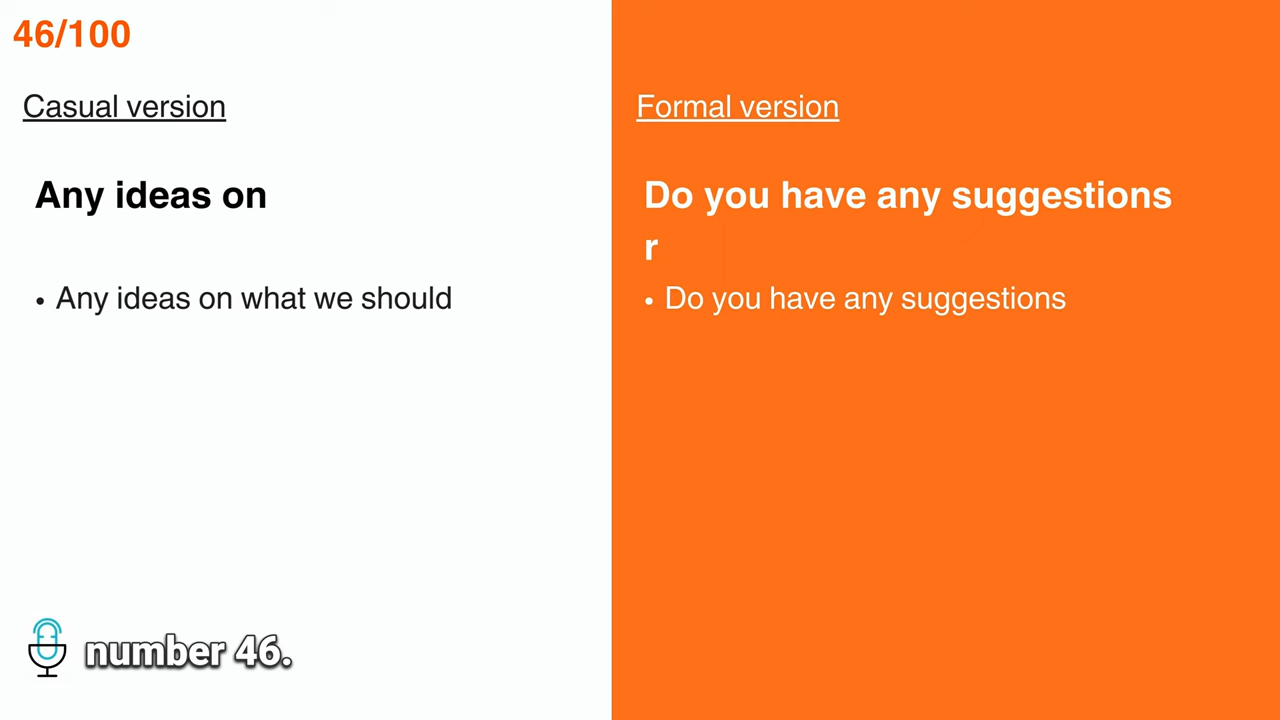 46/100
Casual version
Any ideas on
• Any ideas on what we should
Formal version
Do you have any suggestions
r
• Do you have any suggestions
number 46.